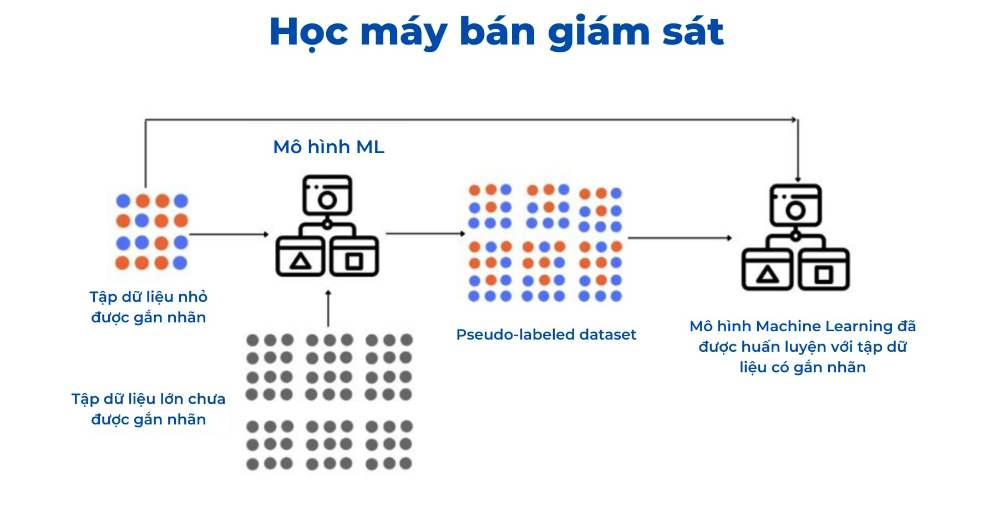 Học máy bán giám sát
Mô hình ML
Tập dữ liệu nhỏ
được gắn nhãn
Pseudo-labeled dataset
Mô hình Machine Learning đã
được huấn luyện với tập dữ
liệu có gắn nhãn
Tập dữ liệu lớn chưa
được gắn nhãn